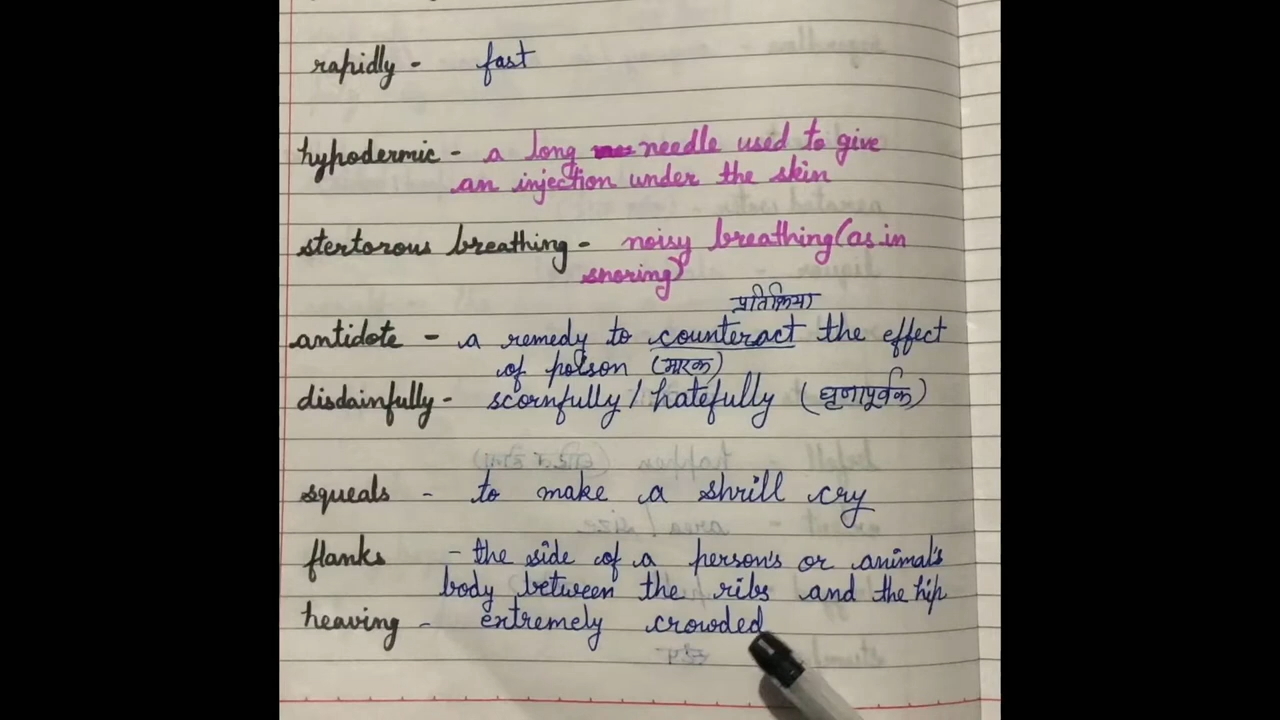 rapidly - fast
hypodermic - a long needle used to give
an injection under the skin
stertorous breathing - noisy breathing (as in
snoring)
प्रतिक्रिया
antidote - a remedy to counteract the effect
of poison (मारक)
disdainfully - scornfully / hatefully (घृनापूर्वक)
squeals - to make a shrill cry
flanks - the side of a person's or animal's
body between the ribs and the hip
heaving - extremely crowded